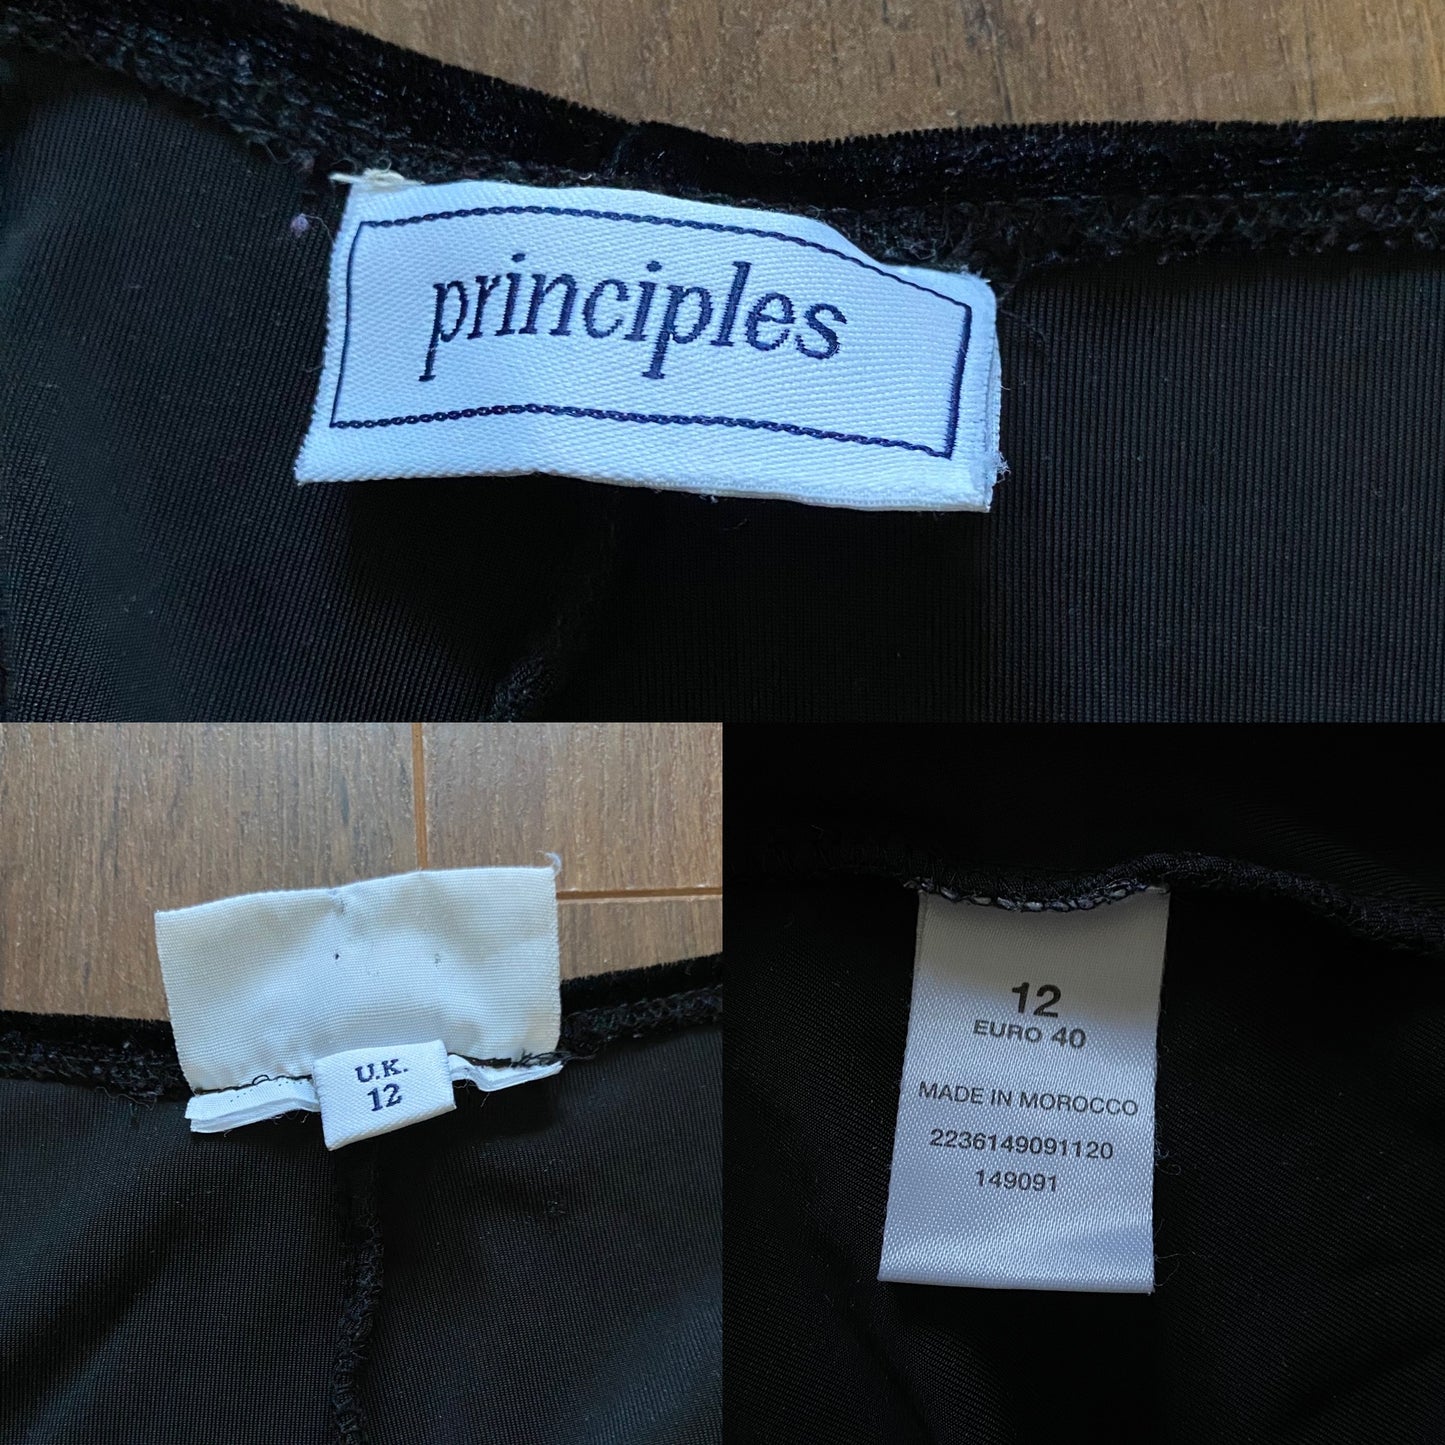 principles
U.K.
12
12
EURO 40
MADE IN MOROCCO
2236149091120
149091